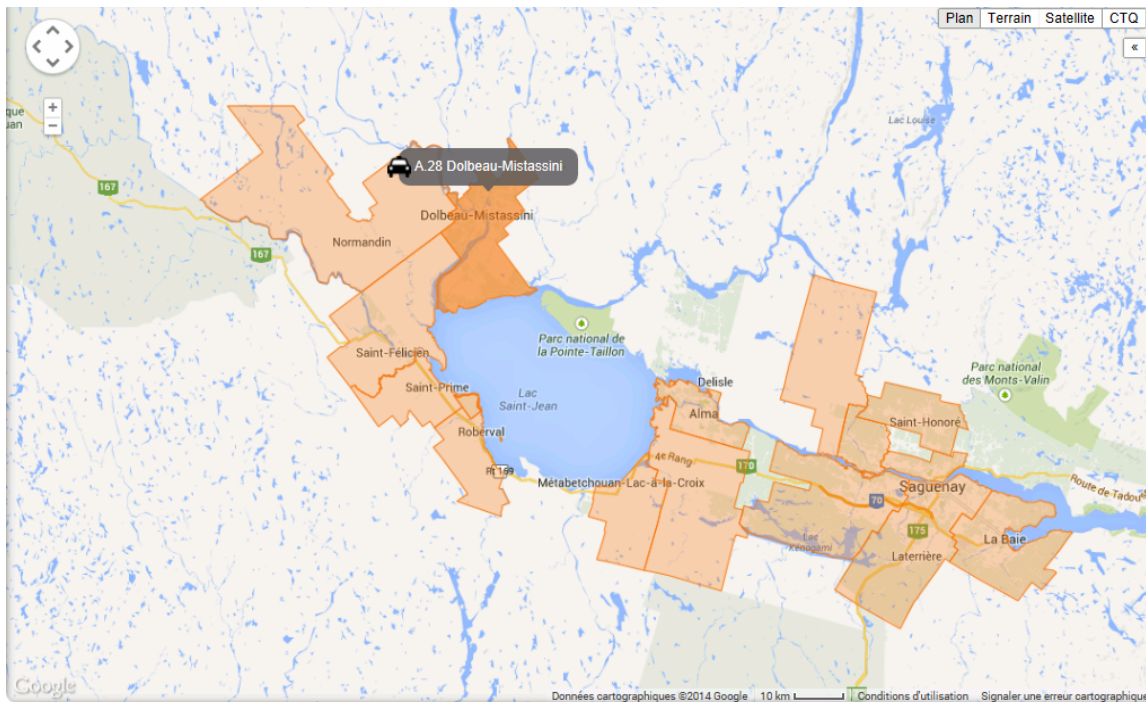 Plan
Terrain
Satellite
CTQ
«
+
−
Lac Louise
A.28 Dolbeau-Mistassini
167
Dolbeau-Mistassini
Normandin
167
Parc national de
la Pointe-Taillon
Saint-Félicien
Parc national
des Monts-Valin
Saint-Prime
Delisle
Lac
Saint-Jean
Alma
Saint-Honoré
Roberval
4e Rang
170
Rt 169
Métabetchouan-Lac-à-la-Croix
Saguenay
Route de Tadou
70
175
La Baie
Lac
Kénogami
Laterrière
Google
Données cartographiques ©2014 Google
10 km
Conditions d'utilisation
Signaler une erreur cartographique